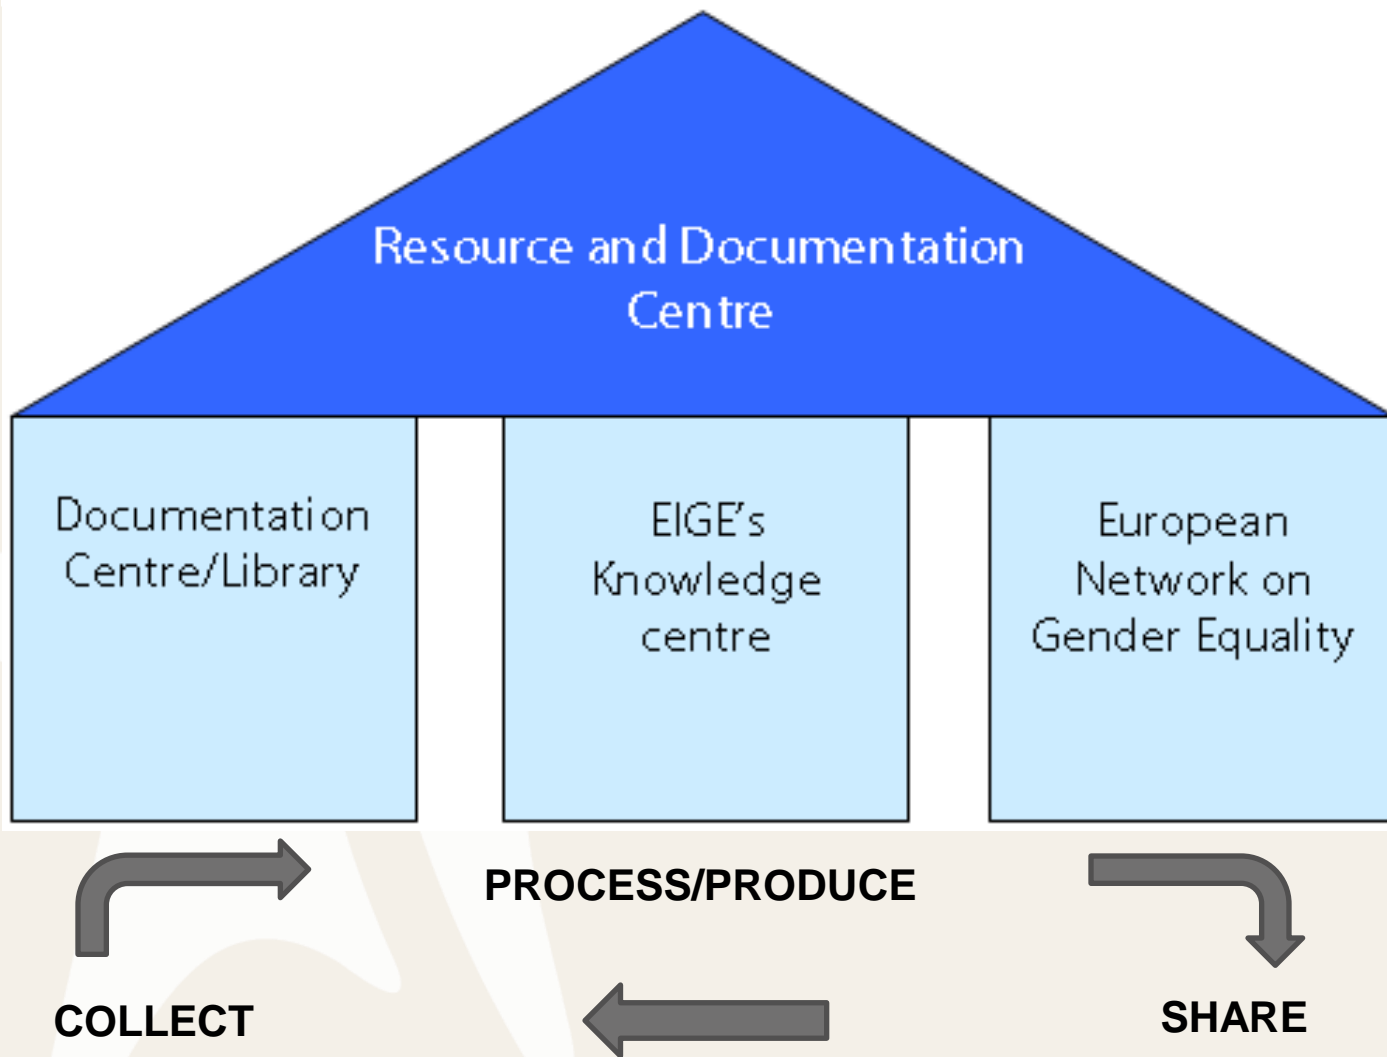 Resource and Documentation
Centre
Documentation
Centre/Library
EIGE's
Knowledge
centre
European
Network on
Gender Equality
PROCESS/PRODUCE
COLLECT
SHARE